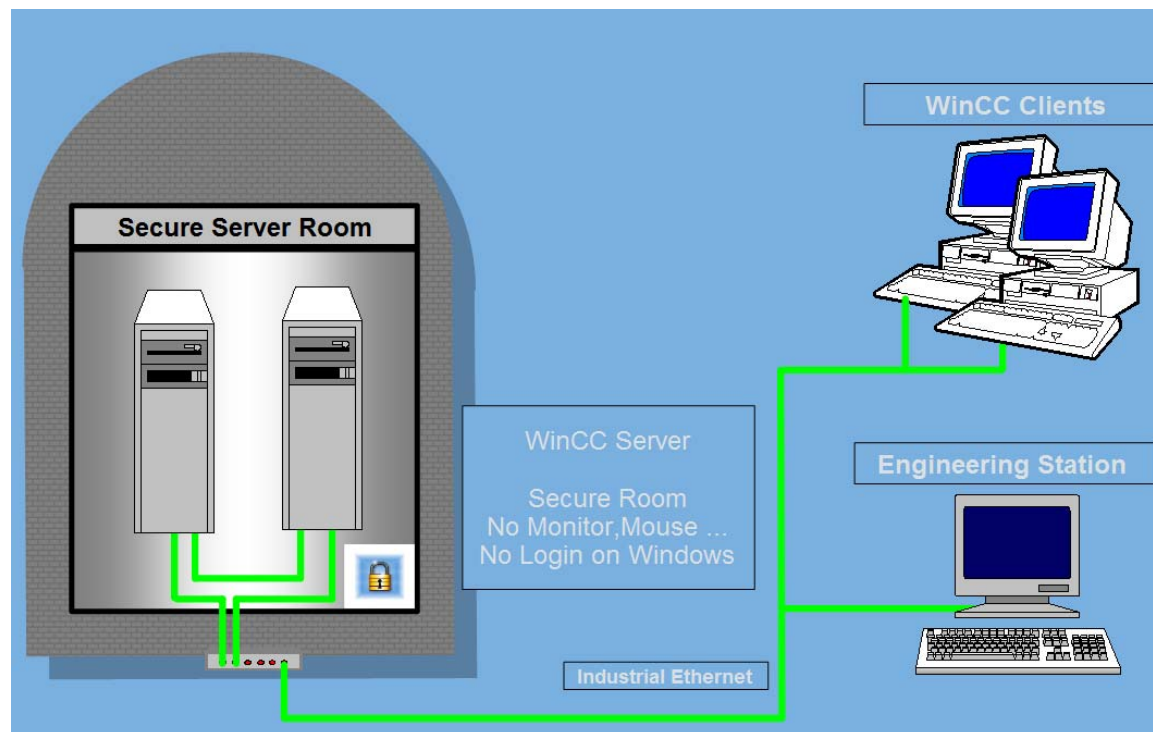 WinCC Clients
Secure Server Room
WinCC Server
Secure Room
No Monitor,Mouse ...
No Login on Windows
Engineering Station
Industrial Ethernet